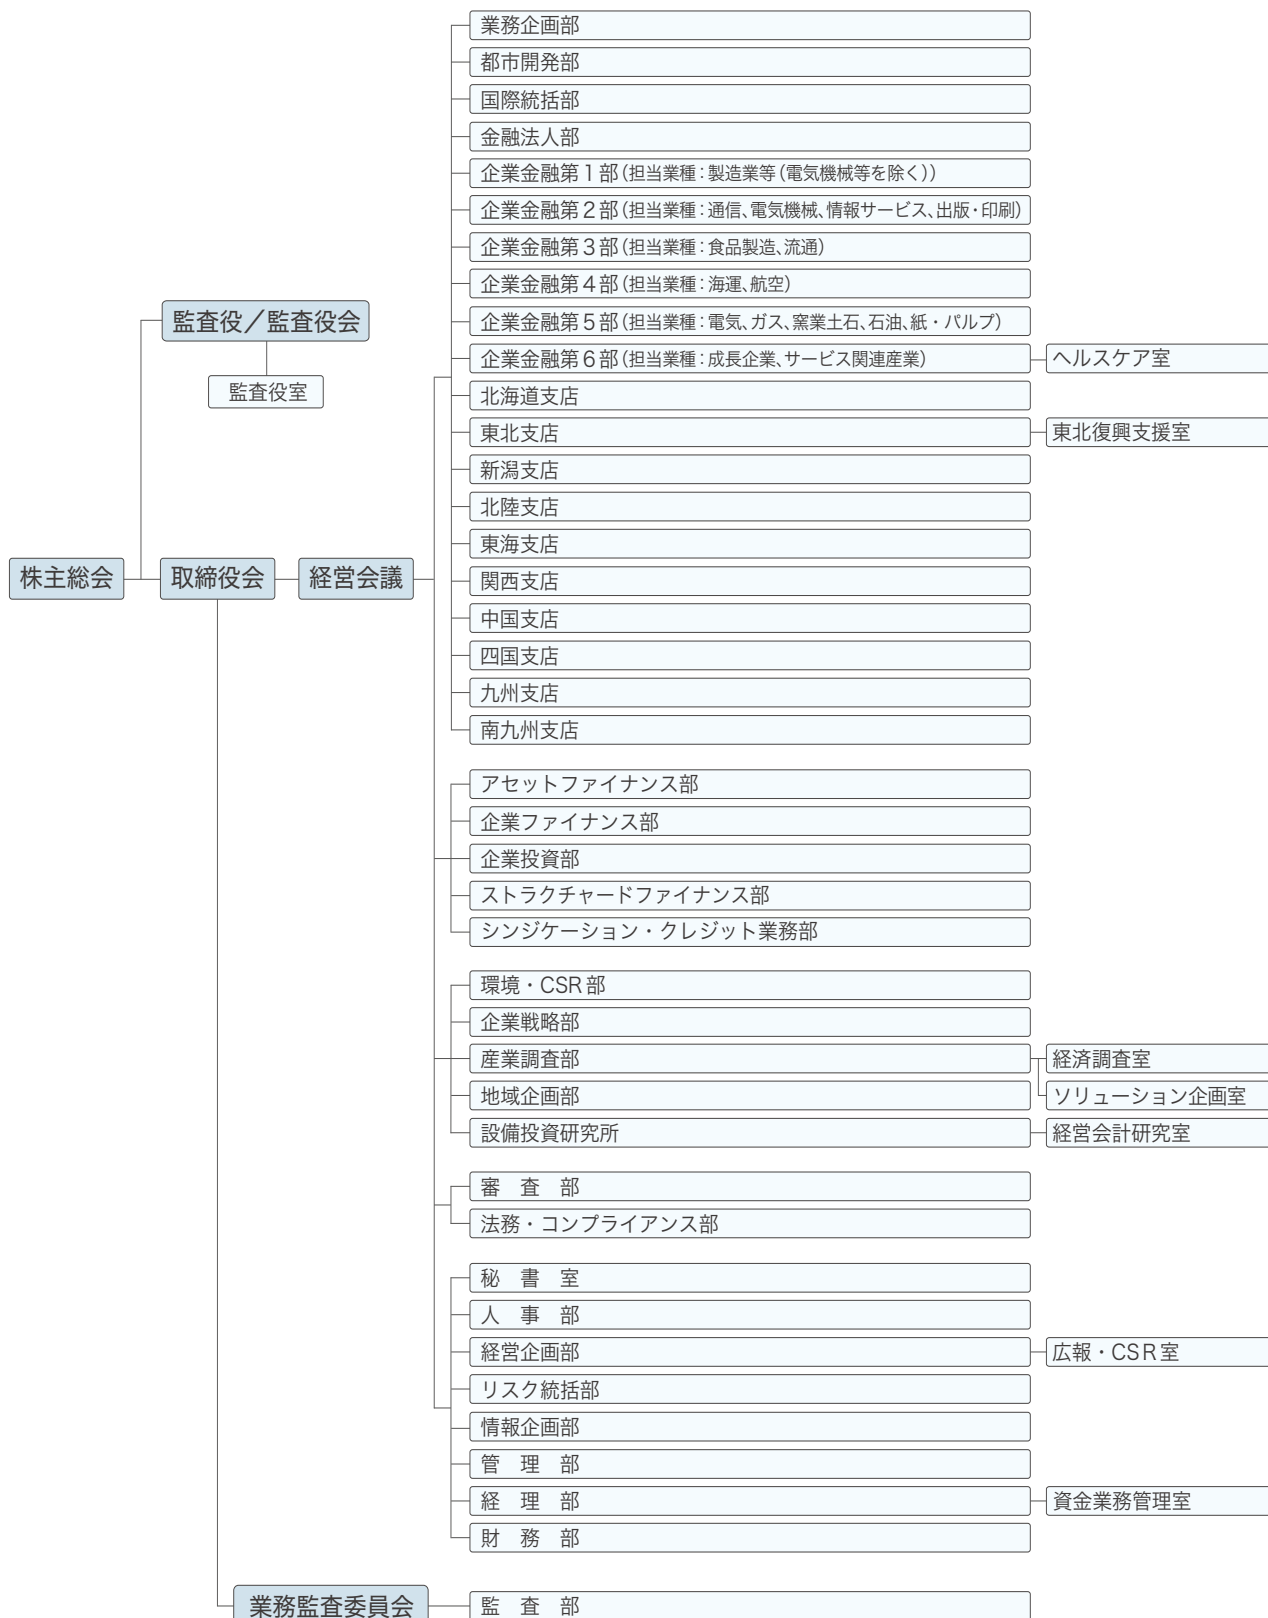 業務企画部
都市開発部
国際統括部
金融法人部
企業金融第1部(担当業種:製造業等(電気機械等を除く))
企業金融第2部(担当業種:通信、電気機械、情報サービス、出版・印刷)
企業金融第3部(担当業種:食品製造、流通)
企業金融第4部(担当業種:海運、航空)
監査役/監査役会
企業金融第5部(担当業種:電気、ガス、窯業土石、石油、紙・パルプ)
企業金融第6部(担当業種:成長企業、サービス関連産業)
ヘルスケア室
監査役室
北海道支店
東北支店
東北復興支援室
新潟支店
北陸支店
東海支店
株主総会
取締役会
経営会議
関西支店
中国支店
四国支店
九州支店
南九州支店
アセットファイナンス部
企業ファイナンス部
企業投資部
ストラクチャードファイナンス部
シンジケーション・クレジット業務部
環境・CSR部
企業戦略部
産業調査部
経済調査室
地域企画部
ソリューション企画室
設備投資研究所
経営会計研究室
審 査 部
法務・コンプライアンス部
秘 書 室
人 事 部
経営企画部
広報・CSR室
リスク統括部
情報企画部
管 理 部
経 理 部
資金業務管理室
財 務 部
業務監査委員会
監 査 部